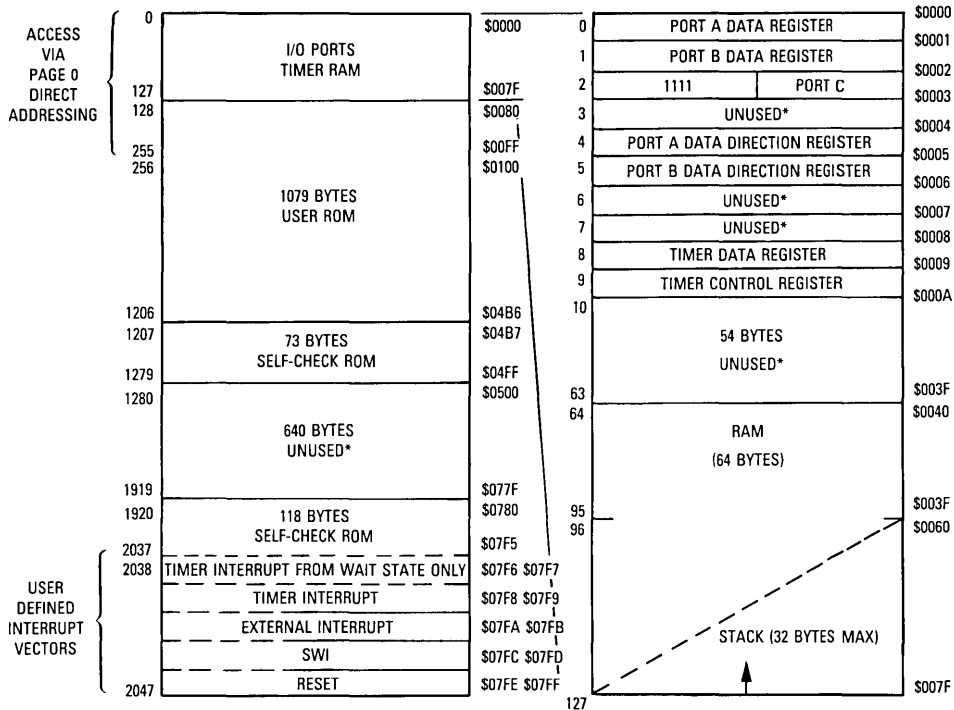 ACCESS
VIA
PAGE 0
DIRECT
ADDRESSING
0
I/O PORTS
TIMER RAM
$0000
127
$007F
128
$0080
255
$00FF
256
$0100
1079 BYTES
USER ROM
1206
$04B6
1207
$04B7
73 BYTES
SELF-CHECK ROM
1279
$04FF
1280
$0500
640 BYTES
UNUSED*
1919
$077F
1920
$0780
118 BYTES
SELF-CHECK ROM
2037
$07F5
USER
DEFINED
INTERRUPT
VECTORS
2038 TIMER INTERRUPT FROM WAIT STATE ONLY $07F6 $07F7
TIMER INTERRUPT $07F8 $07F9
EXTERNAL INTERRUPT $07FA $07FB
SWI $07FC $07FD
2047 RESET $07FE $07FF
$0000
0 PORT A DATA REGISTER
$0001
1 PORT B DATA REGISTER
$0002
2 1111 PORT C
$0003
3 UNUSED*
$0004
4 PORT A DATA DIRECTION REGISTER
$0005
5 PORT B DATA DIRECTION REGISTER
$0006
6 UNUSED*
$0007
7 UNUSED*
$0008
8 TIMER DATA REGISTER
$0009
9 TIMER CONTROL REGISTER
$000A
10
54 BYTES
UNUSED*
63
$003F
64
$0040
RAM
(64 BYTES)
95
$003F
96
$0060
STACK (32 BYTES MAX)
127
$007F